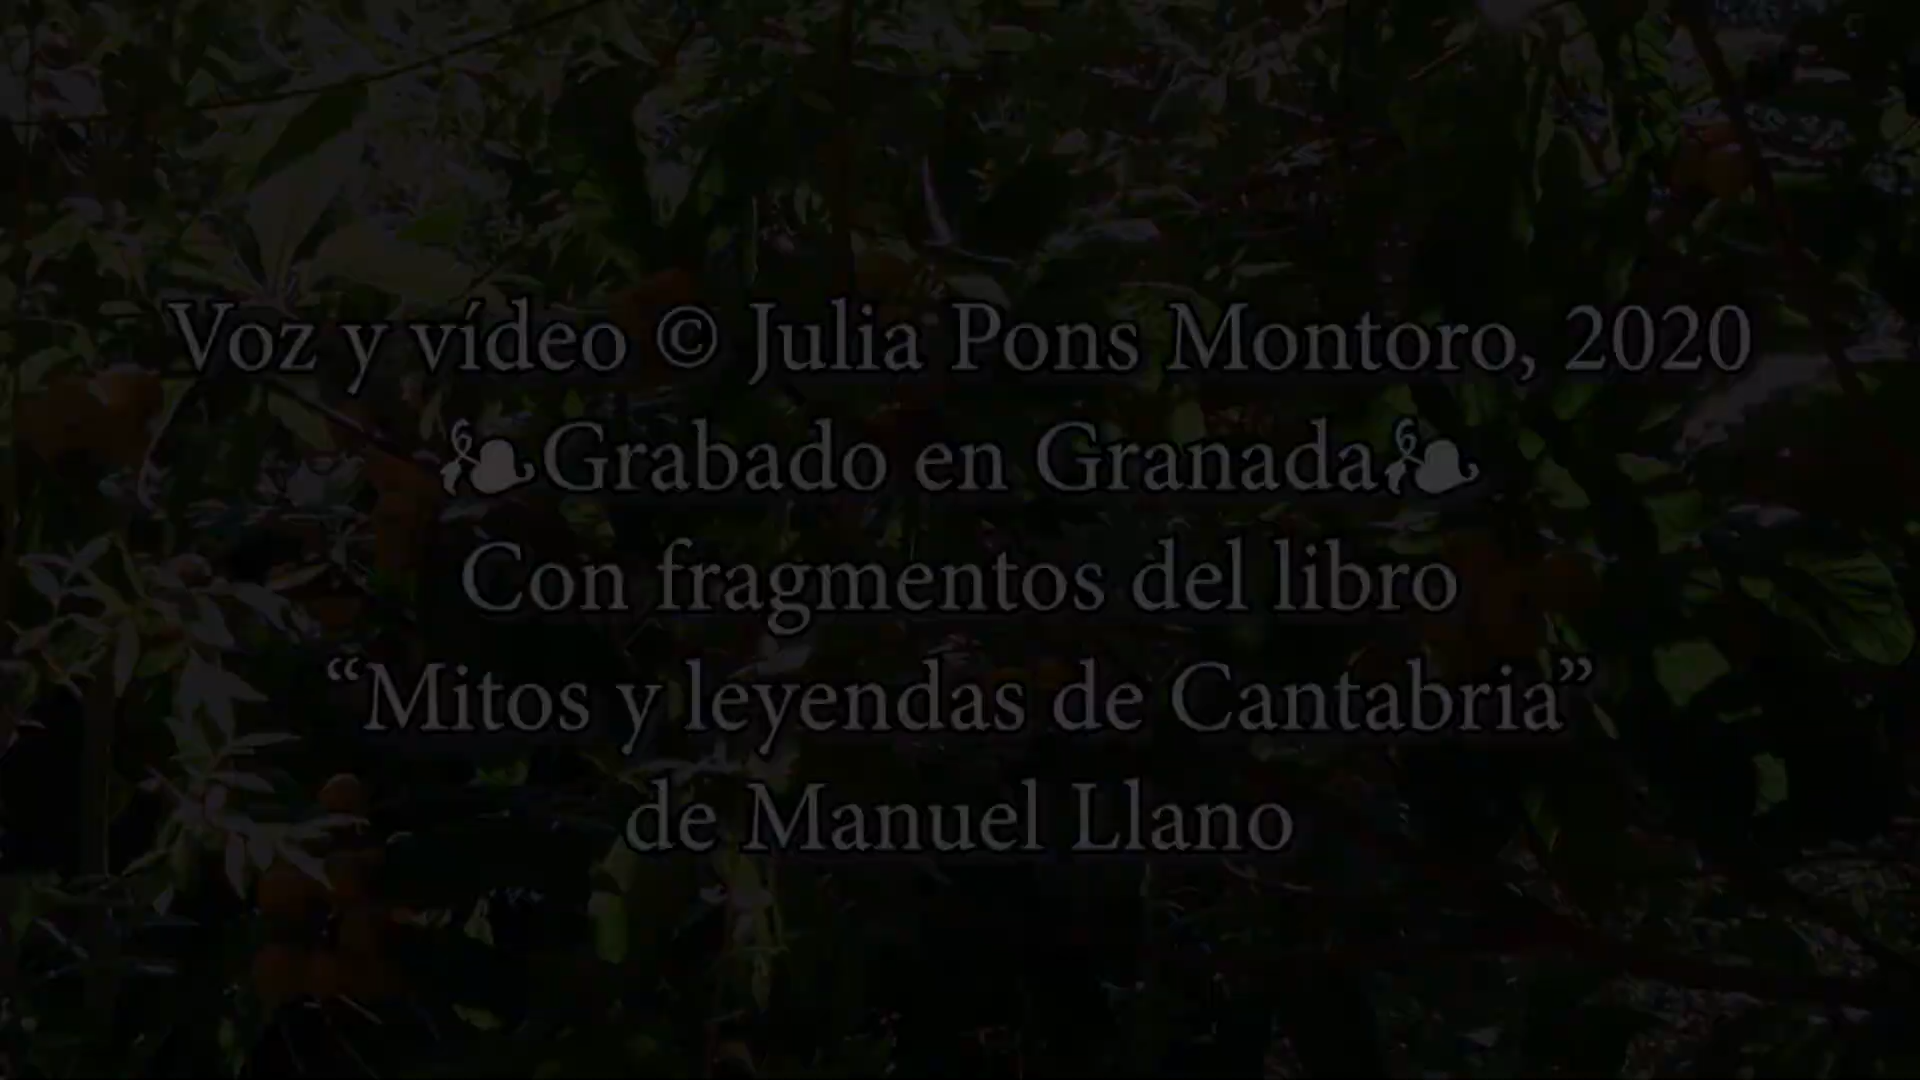 Voz y vídeo © Julia Pons Montoro, 2020
❧Grabado en Granada❧
Con fragmentos del libro
“Mitos y leyendas de Cantabria”
de Manuel Llano